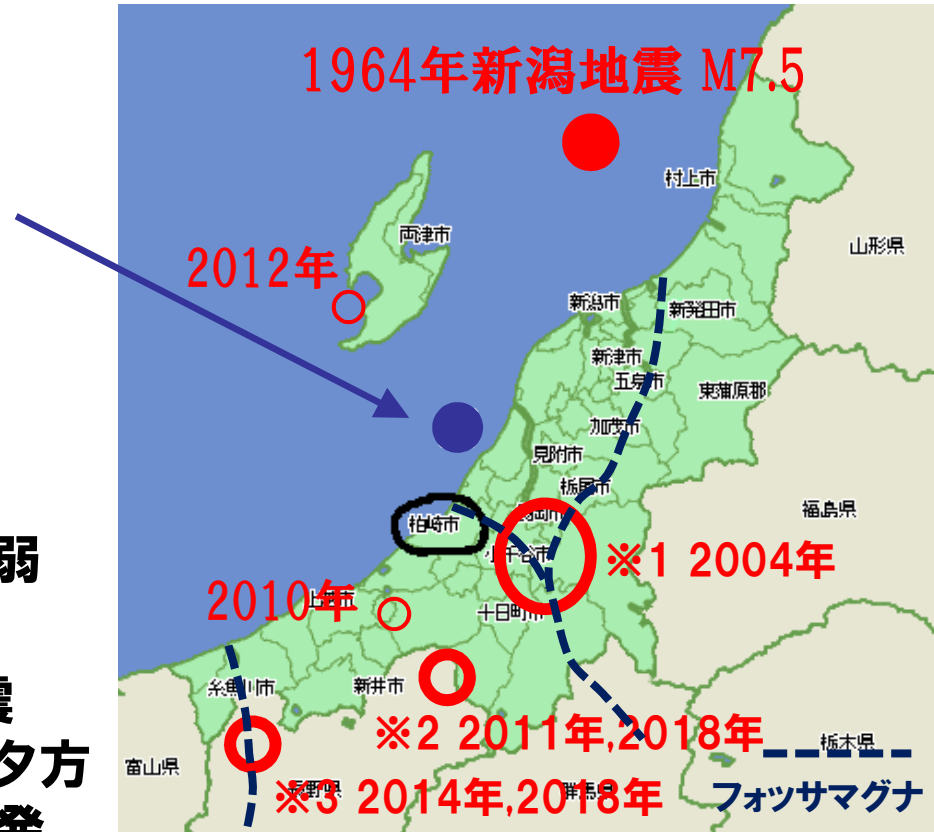 1964年新潟地震 M7.5
村上市
両津市
山形県
2012年
新潟市
新発田市
新津市
五泉市
東蒲原郡
加茂市
見附市
栃尾市
福島県
柏崎市
弱
小千谷市
※1 2004年
2010年
十日町市
糸魚川市
新井市
震
※2 2011年,2018年
夕方
富山県
栃木県
※3 2014年,2018年
フォッサマグナ
発